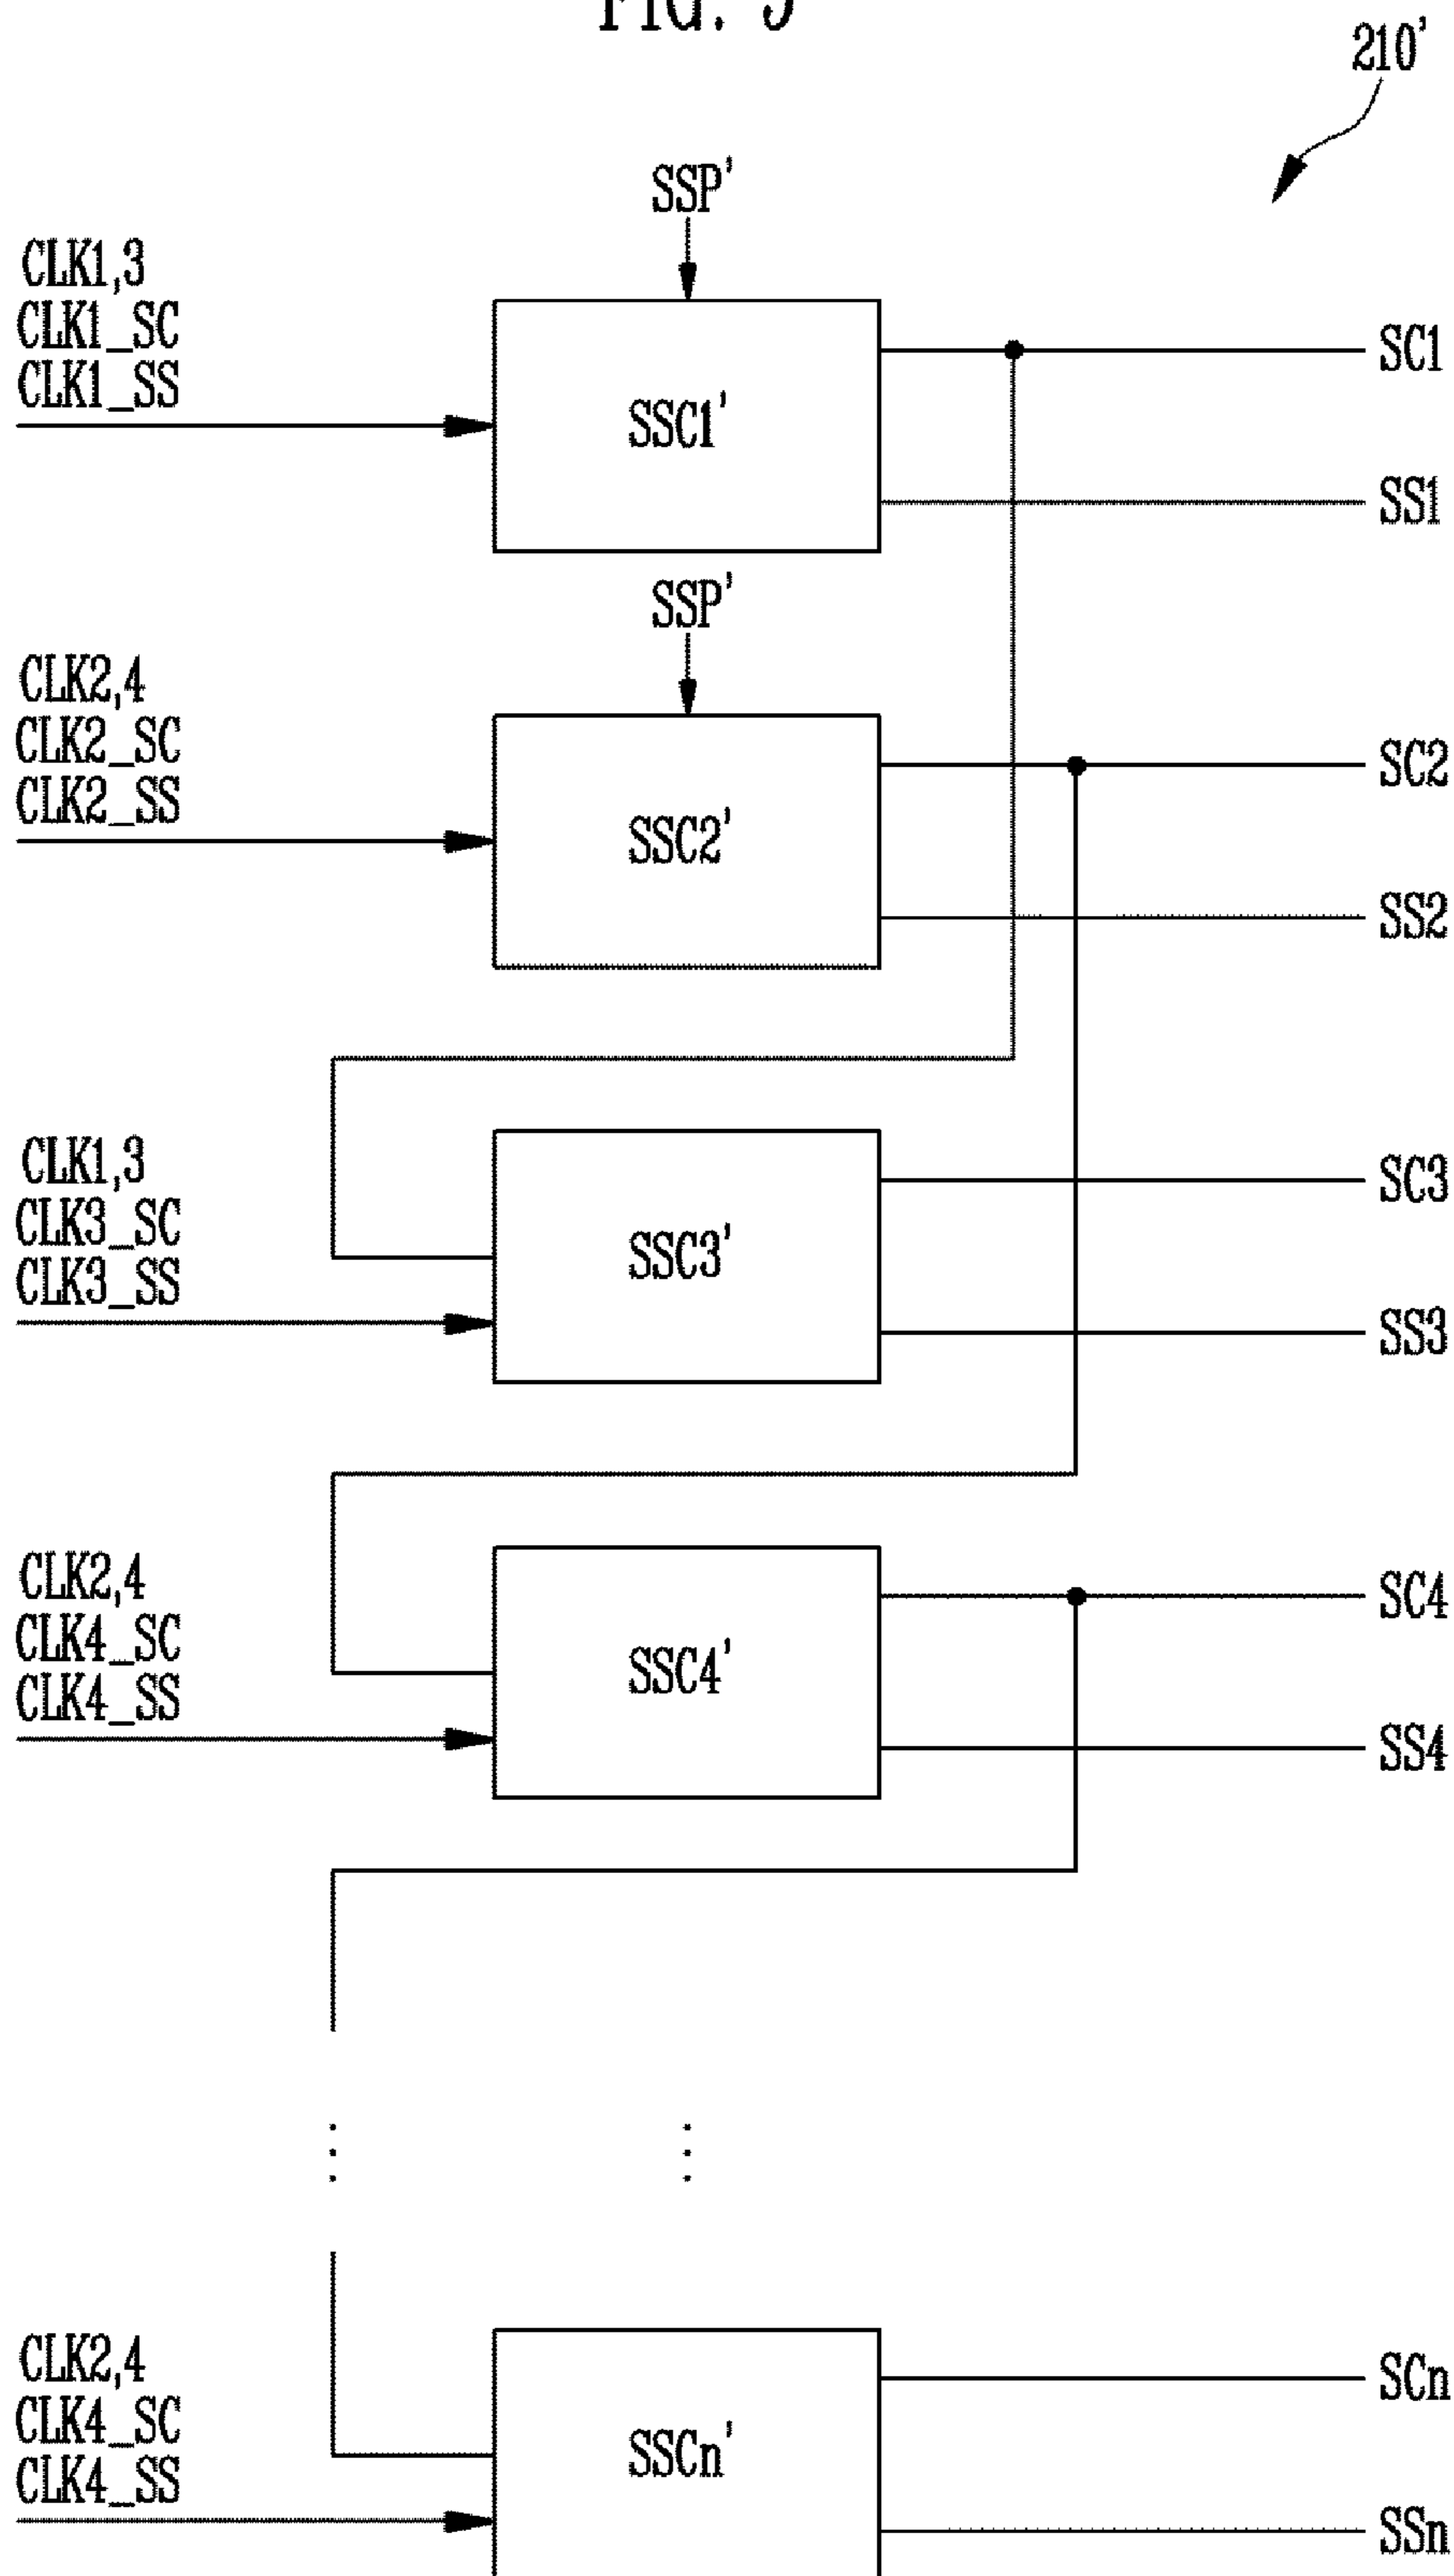 FIG. 9
210'
SSP'
CLK1,3
CLK1_SC
CLK1_SS
SSC1'
SC1
SS1
SSP'
CLK2,4
CLK2_SC
CLK2_SS
SSC2'
SC2
SS2
CLK1,3
CLK3_SC
CLK3_SS
SSC3'
SC3
SS3
CLK2,4
CLK4_SC
CLK4_SS
SSC4'
SC4
SS4
CLK2,4
CLK4_SC
CLK4_SS
SSCn'
SCn
SSn